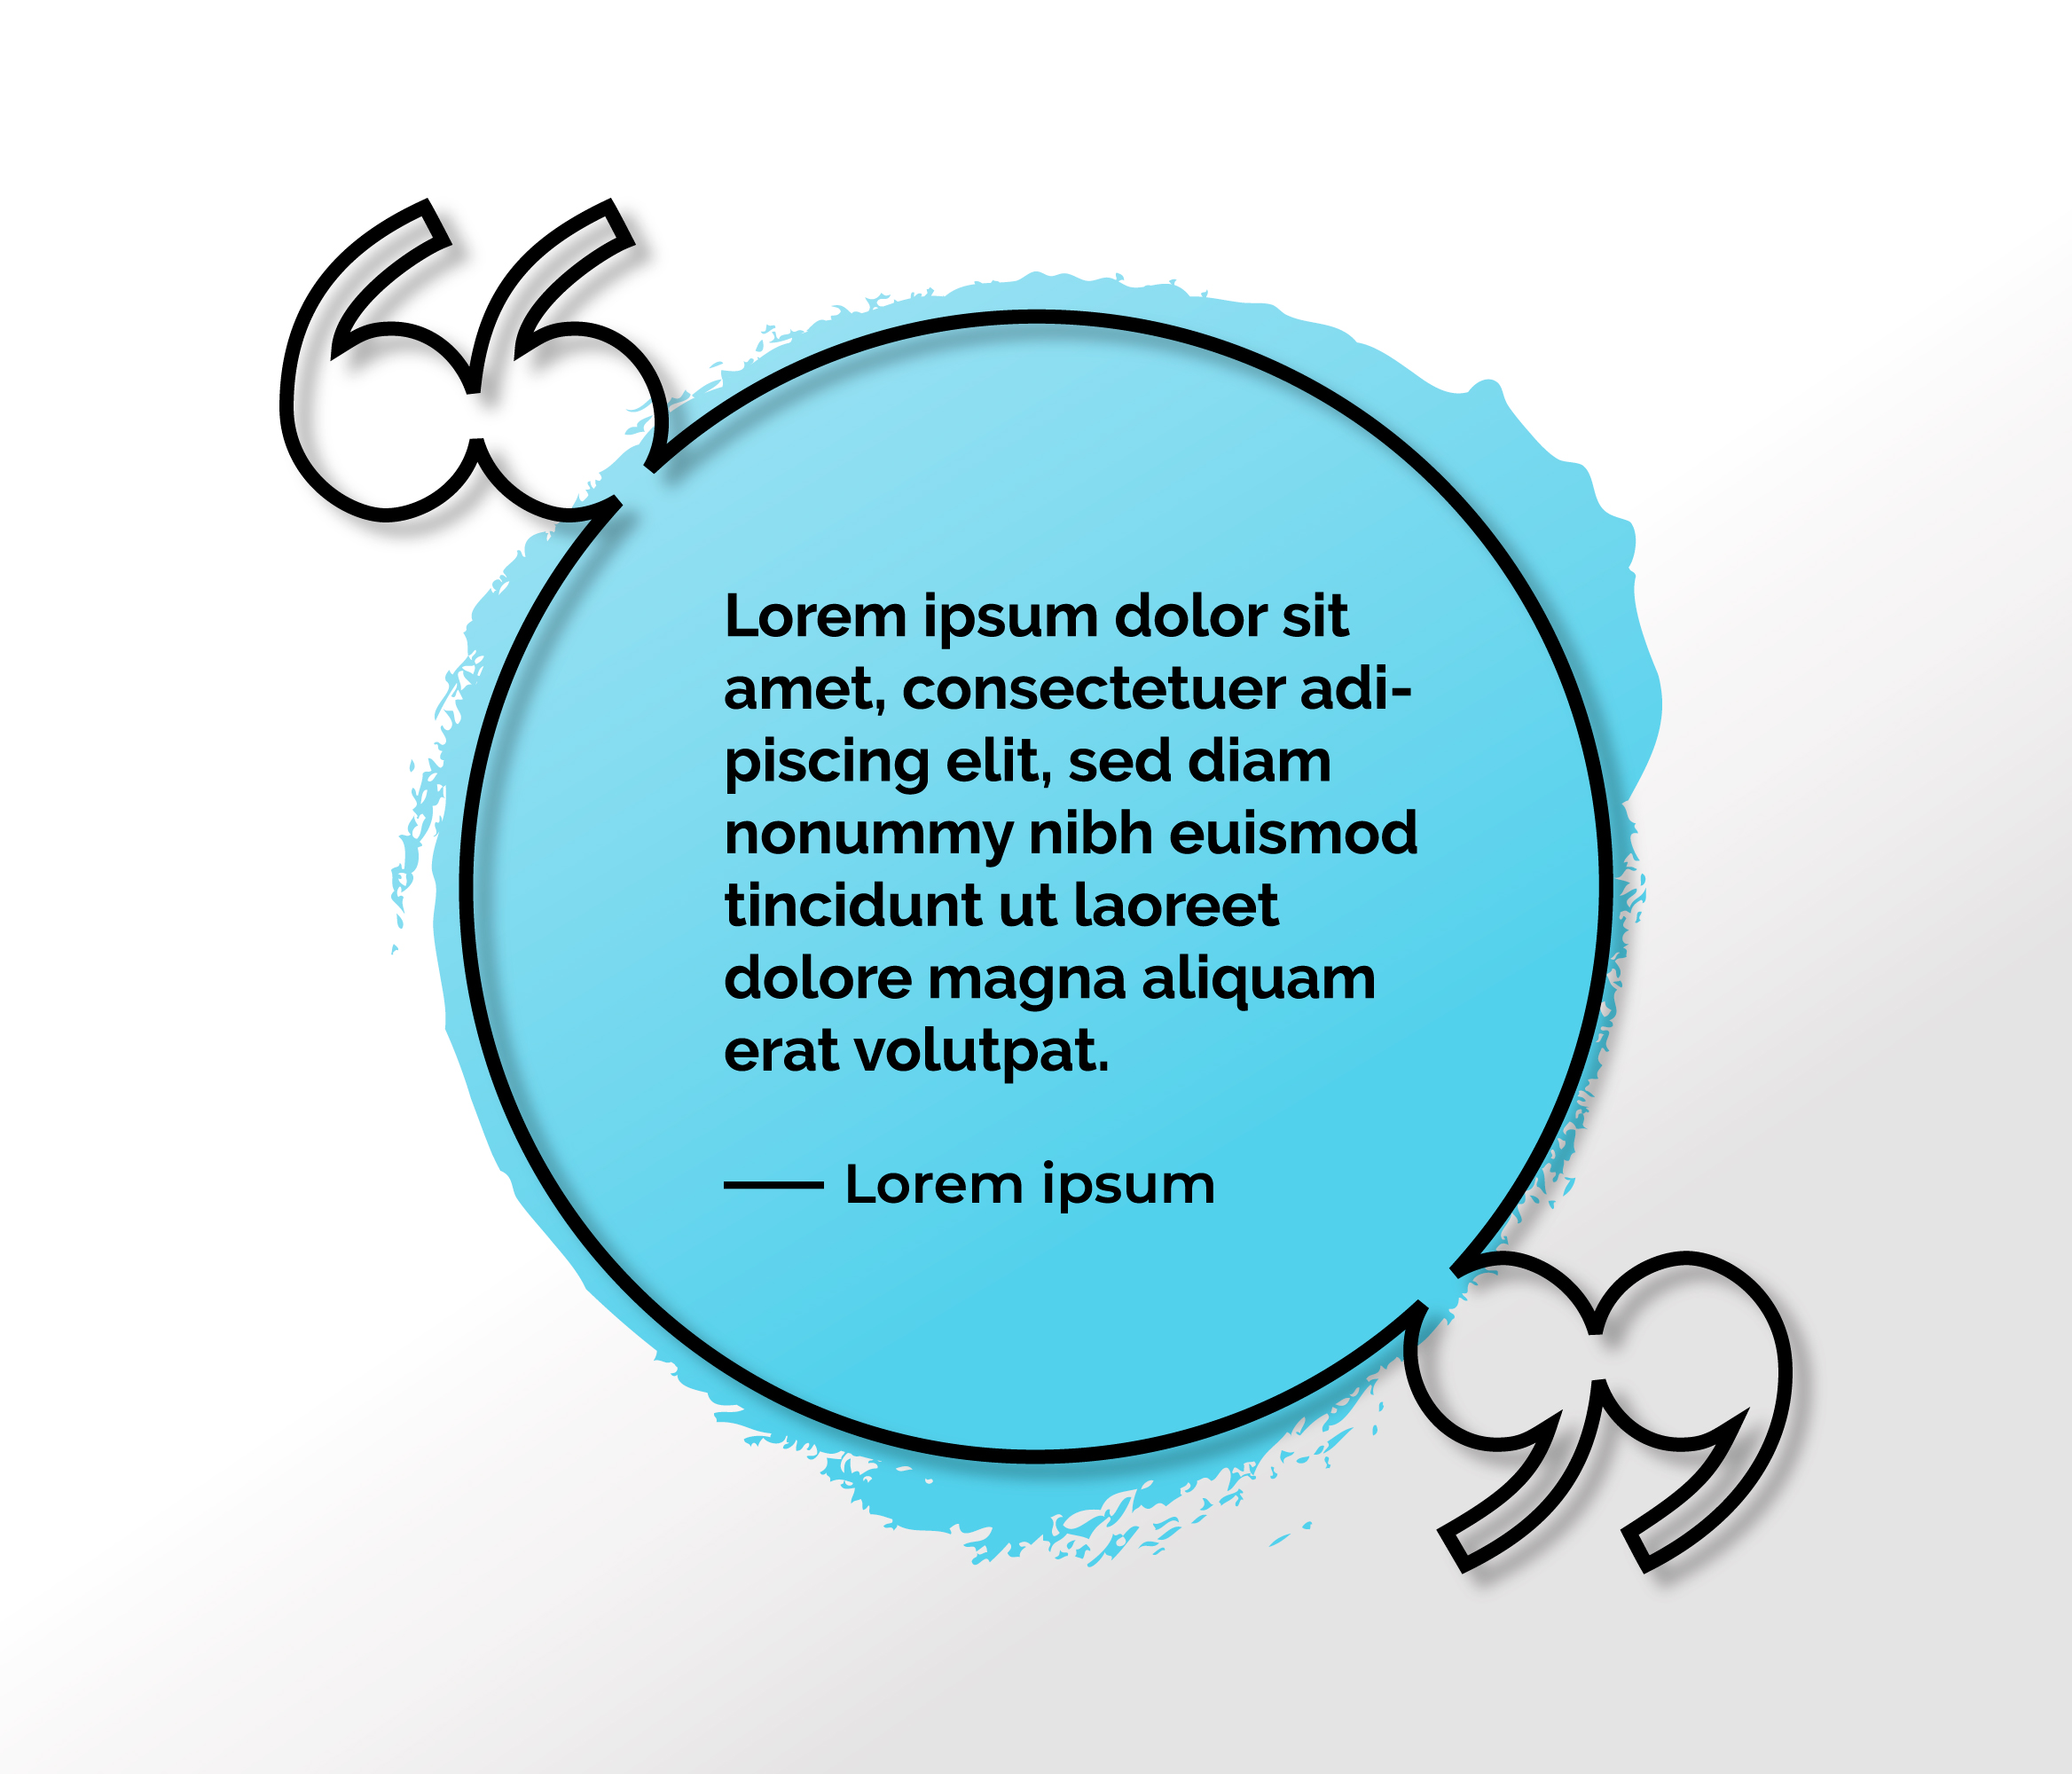 Lorem ipsum dolor sit
amet, consectetuer adi-
piscing elit, sed diam
nonummy nibh euismod
tincidunt ut laoreet
dolore magna aliquam
erat volutpat.
— Lorem ipsum